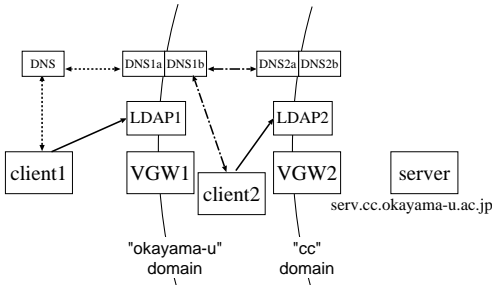 DNS
DNS1a
DNS1b
DNS2a
DNS2b
LDAP1
LDAP2
client1
VGW1
client2
VGW2
server
serv.cc.okayama-u.ac.jp
"okayama-u"
domain
"cc"
domain